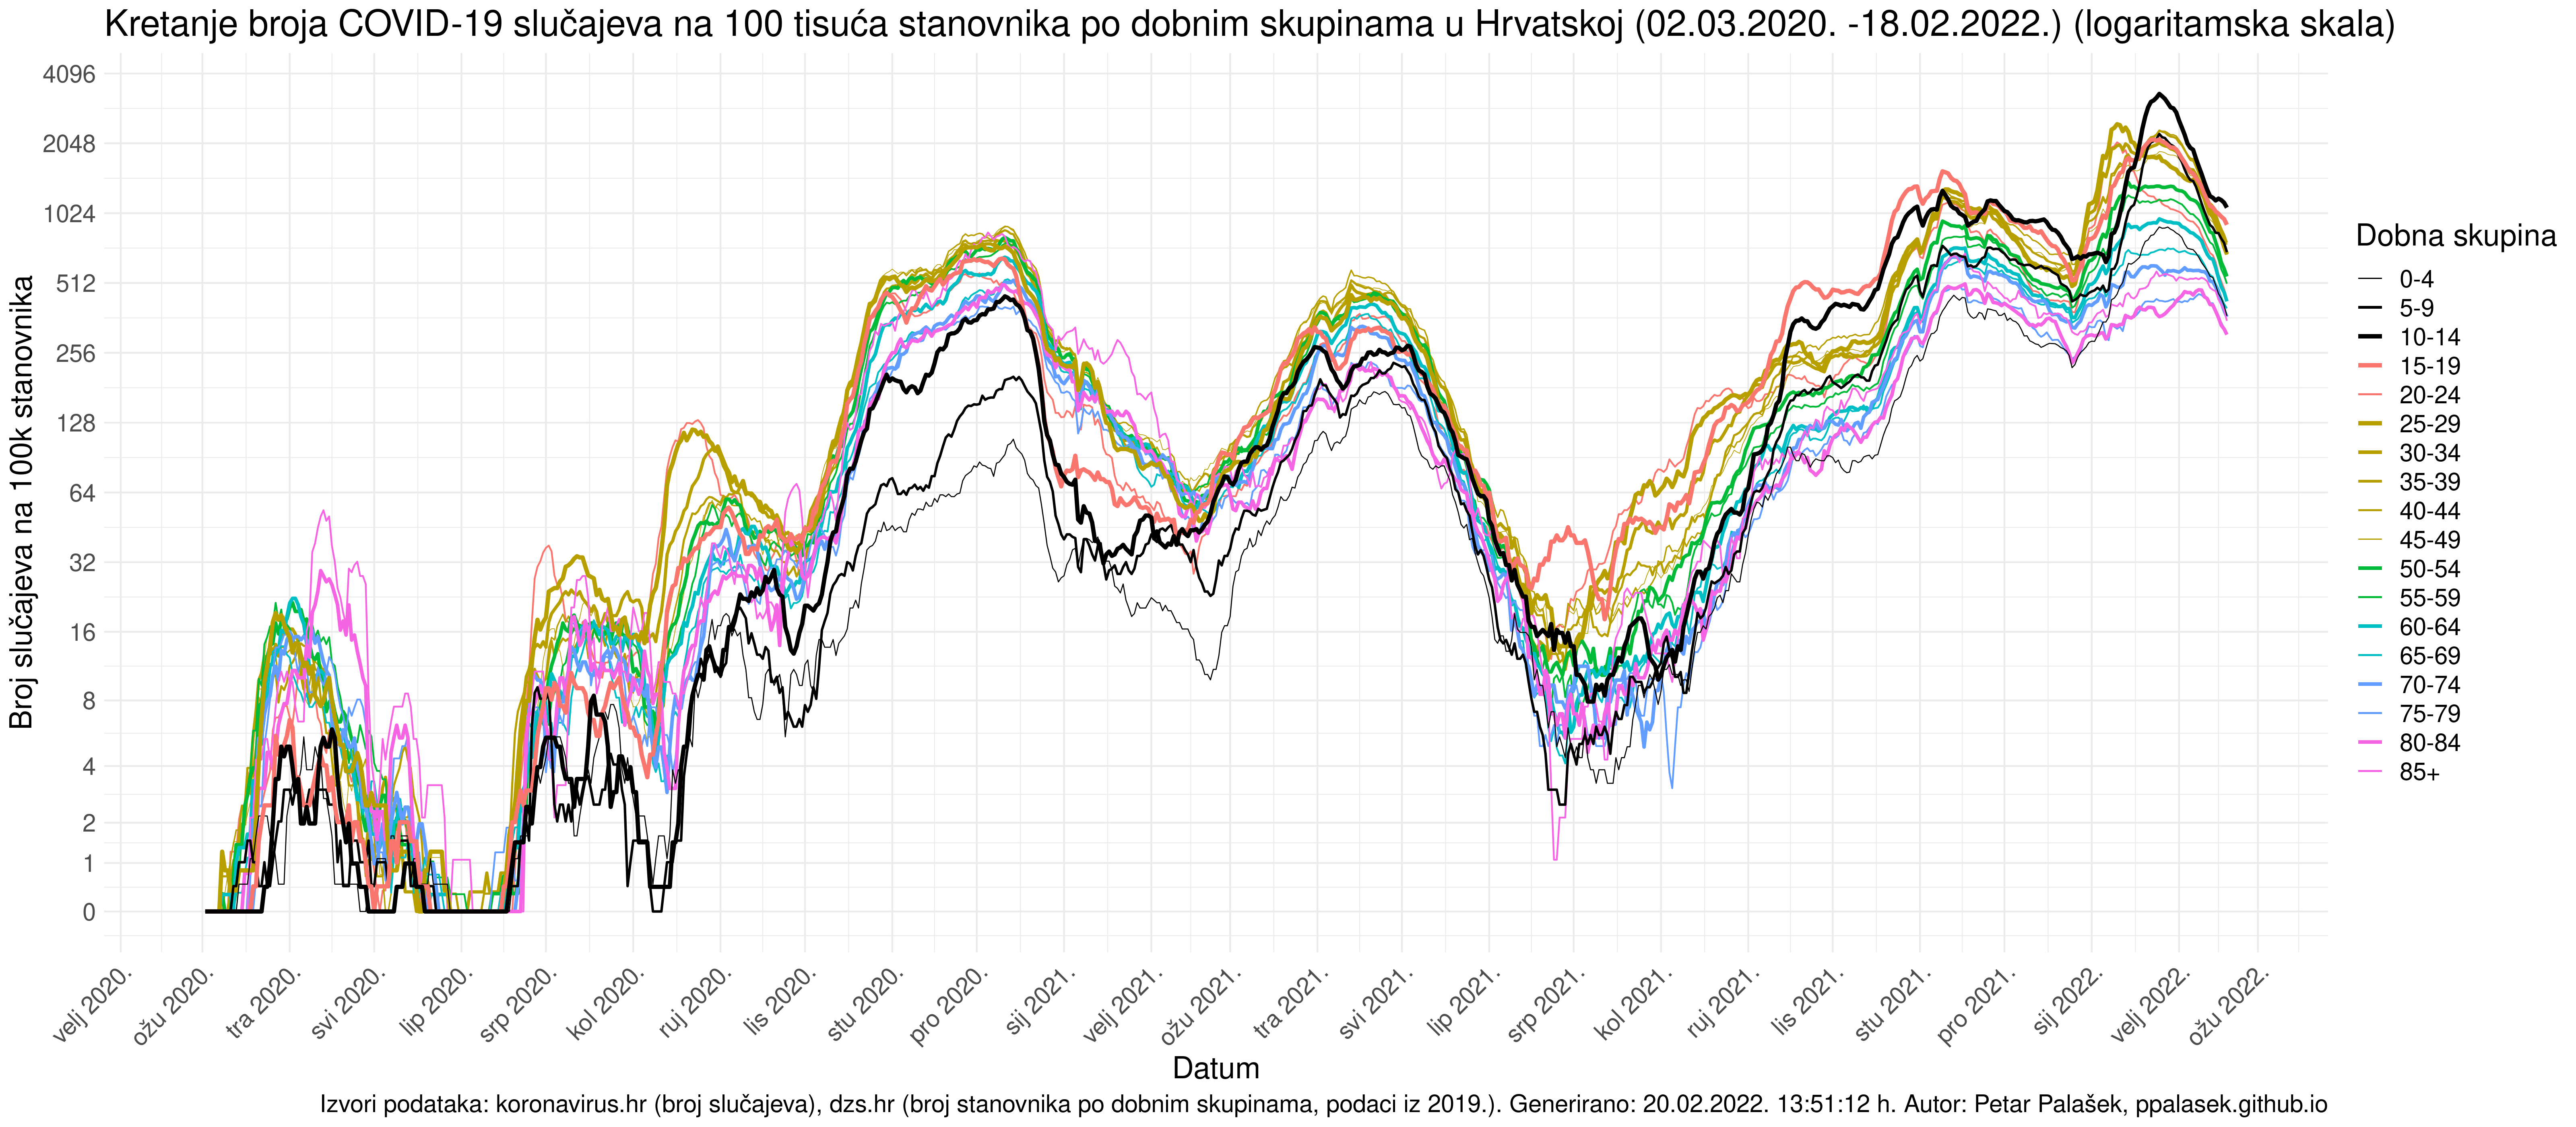 Kretanje broja COVID-19 slučajeva na 100 tisuća stanovnika po dobnim skupinama u Hrvatskoj (02.03.2020. -18.02.2022.) (logaritamska skala)
Broj slučajeva na 100k stanovnika
4096
2048
1024
512
256
128
64
32
16
8
4
2
1
0
velj 2020.
ožu 2020.
tra 2020.
svi 2020.
lip 2020.
srp 2020.
kol 2020.
ruj 2020.
lis 2020.
stu 2020.
pro 2020.
sij 2021.
velj 2021.
ožu 2021.
tra 2021.
svi 2021.
lip 2021.
srp 2021.
kol 2021.
ruj 2021.
lis 2021.
stu 2021.
pro 2021.
sij 2022.
velj 2022.
ožu 2022.
Datum
Dobna skupina
0-4
5-9
10-14
15-19
20-24
25-29
30-34
35-39
40-44
45-49
50-54
55-59
60-64
65-69
70-74
75-79
80-84
85+
Izvori podataka: koronavirus.hr (broj slučajeva), dzs.hr (broj stanovnika po dobnim skupinama, podaci iz 2019.). Generirano: 20.02.2022. 13:51:12 h. Autor: Petar Palašek, ppalasek.github.io